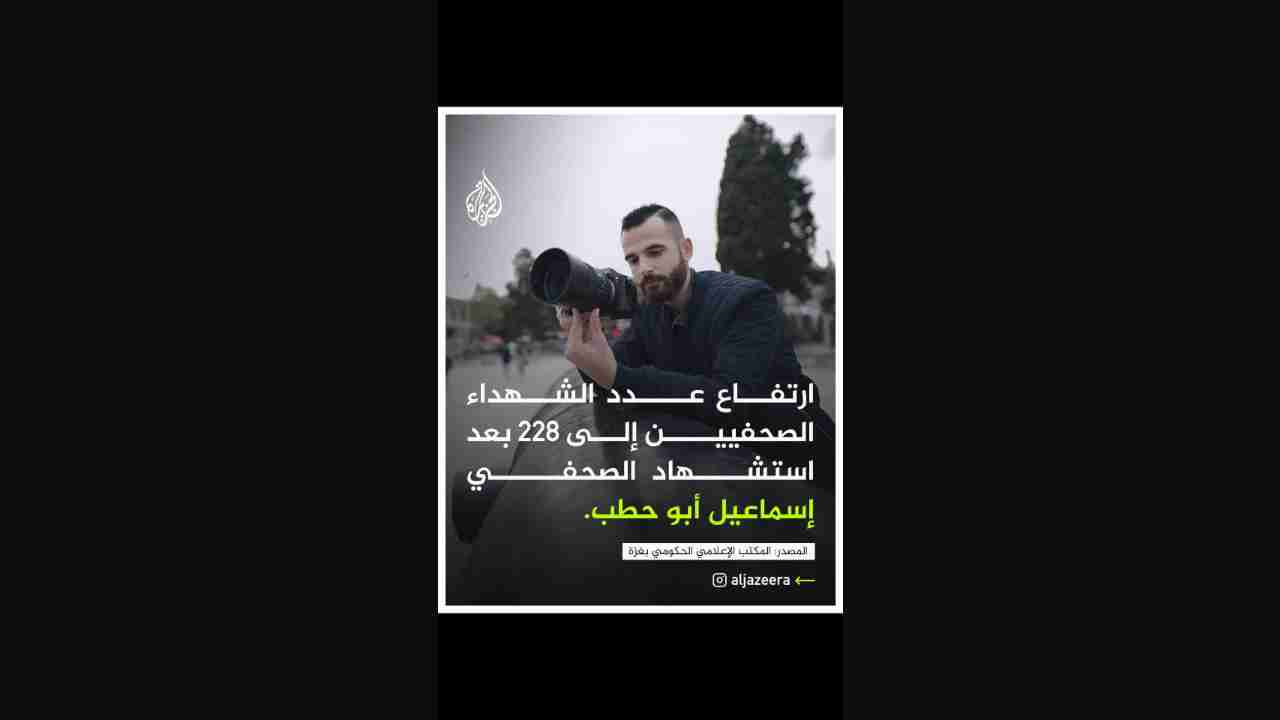 ارتفاع عدد الشهداء
الصحفيين إلى 228 بعد
استشهاد الصحفي
إسماعيل أبو حطب.
المصدر: المكتب الإعلامي الحكومي بغزة
aljazeera